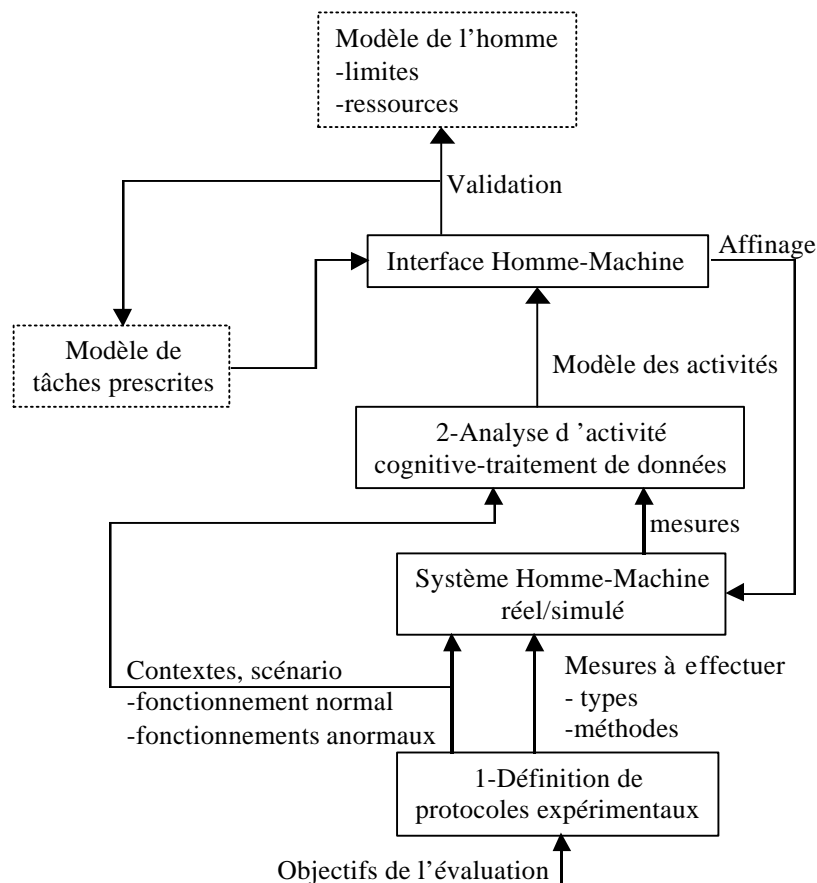 Modèle de l’homme
-limites
-ressources
Validation
Affinage
Interface Homme-Machine
Modèle de
tâches prescrites
Modèle des activités
2-Analyse d ’activité
cognitive-traitement de données
mesures
Système Homme-Machine
réel/simulé
Contextes, scénario
-fonctionnement normal
-fonctionnements anormaux
Mesures à effectuer
- types
-méthodes
1-Définition de
protocoles expérimentaux
Objectifs de l’évaluation